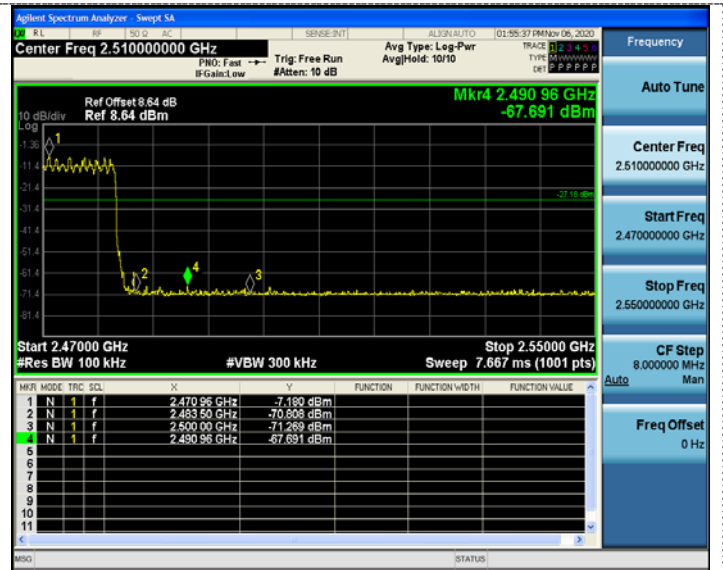 Agilent Spectrum Analyzer - Swept SA
RL RF 50 Ω AC SENSE:INT ALIGN AUTO 01:55:37 PM Nov 06, 2020
Center Freq 2.510000000 GHz
PNO: Fast
IFGain:Low
Trig: Free Run
#Atten: 10 dB
Avg Type: Log-Pwr
Avg|Hold: 10/10
TRACE 1 2 3 4 5 6
TYPE
DET P P P P P P
Frequency
Auto Tune
Center Freq
2.510000000 GHz
Start Freq
2.470000000 GHz
Stop Freq
2.550000000 GHz
CF Step
8.000000 MHz
Auto Man
Freq Offset
0 Hz
Ref Offset 8.64 dB
10 dB/div Ref 8.64 dBm
Log
Mkr4 2.490 96 GHz
-67.691 dBm
-1.36
-11.4
-21.4
-31.4
-41.4
-51.4
-61.4
-71.4
-81.4
-27.18 dBm
1
2
4
3
Start 2.47000 GHz Stop 2.55000 GHz
#Res BW 100 kHz #VBW 300 kHz Sweep 7.667 ms (1001 pts)
MKR MODE TRC SCL X Y FUNCTION FUNCTION WIDTH FUNCTION VALUE
1 N 1 f 2.470 96 GHz -7.180 dBm
2 N 1 f 2.483 50 GHz -70.808 dBm
3 N 1 f 2.500 00 GHz -71.269 dBm
4 N 1 f 2.490 96 GHz -67.691 dBm
5
6
7
8
9
10
11
MSG STATUS